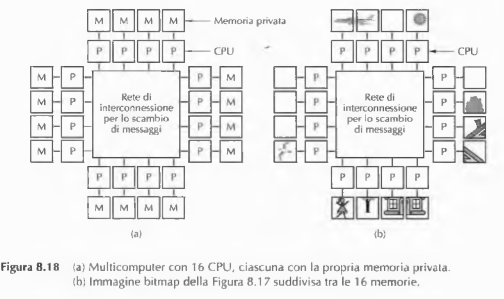 M M M M Memoria privata
P P P P CPU
P P P P CPU
M P P M
P
P
M P P M
P
P
M P P M
P
P
M P P M
P
P
Rete di
interconnessione
per lo scambio
di messaggi
Rete di
interconnessione
per lo scambio
di messaggi
P P P P
P P P P
M M M M
(a)
(b)
Figura 8.18 (a) Multicomputer con 16 CPU, ciascuna con la propria memoria privata.
(b) Immagine bitmap della Figura 8.17 suddivisa tra le 16 memorie.